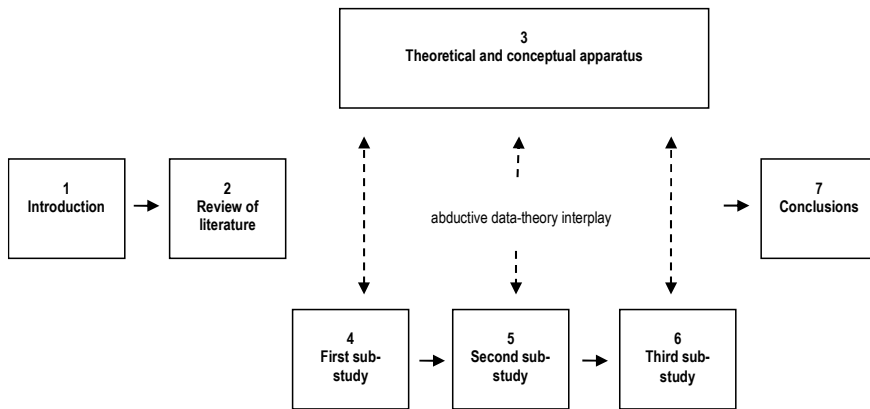 3
Theoretical and conceptual apparatus
1
Introduction
2
Review of
literature
abductive data-theory interplay
7
Conclusions
4
First sub-
study
5
Second sub-
study
6
Third sub-
study